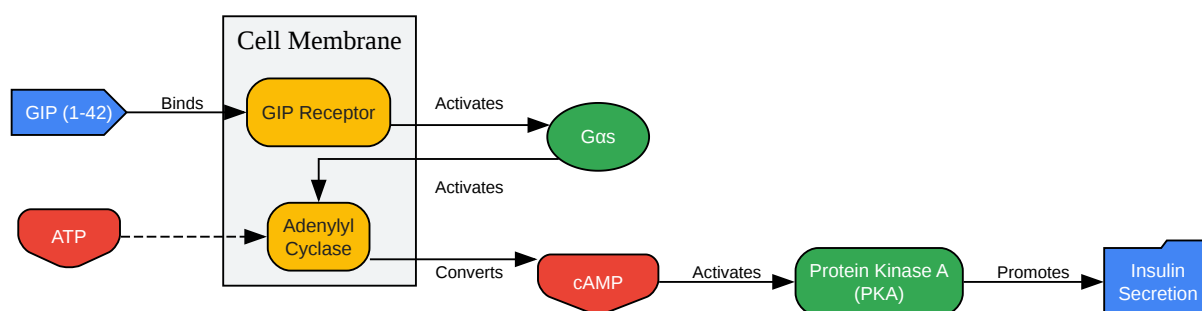 Cell Membrane
GIP (1-42)
Binds
GIP Receptor
Activates
Gαs
Activates
ATP
Adenylyl
Cyclase
Converts
cAMP
Activates
Protein Kinase A
(PKA)
Promotes
Insulin
Secretion